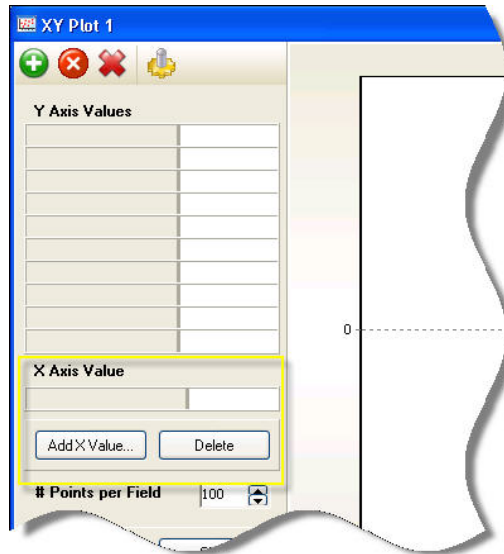 XY Plot 1
Y Axis Values
0
X Axis Value
Add X Value... Delete
# Points per Field 100